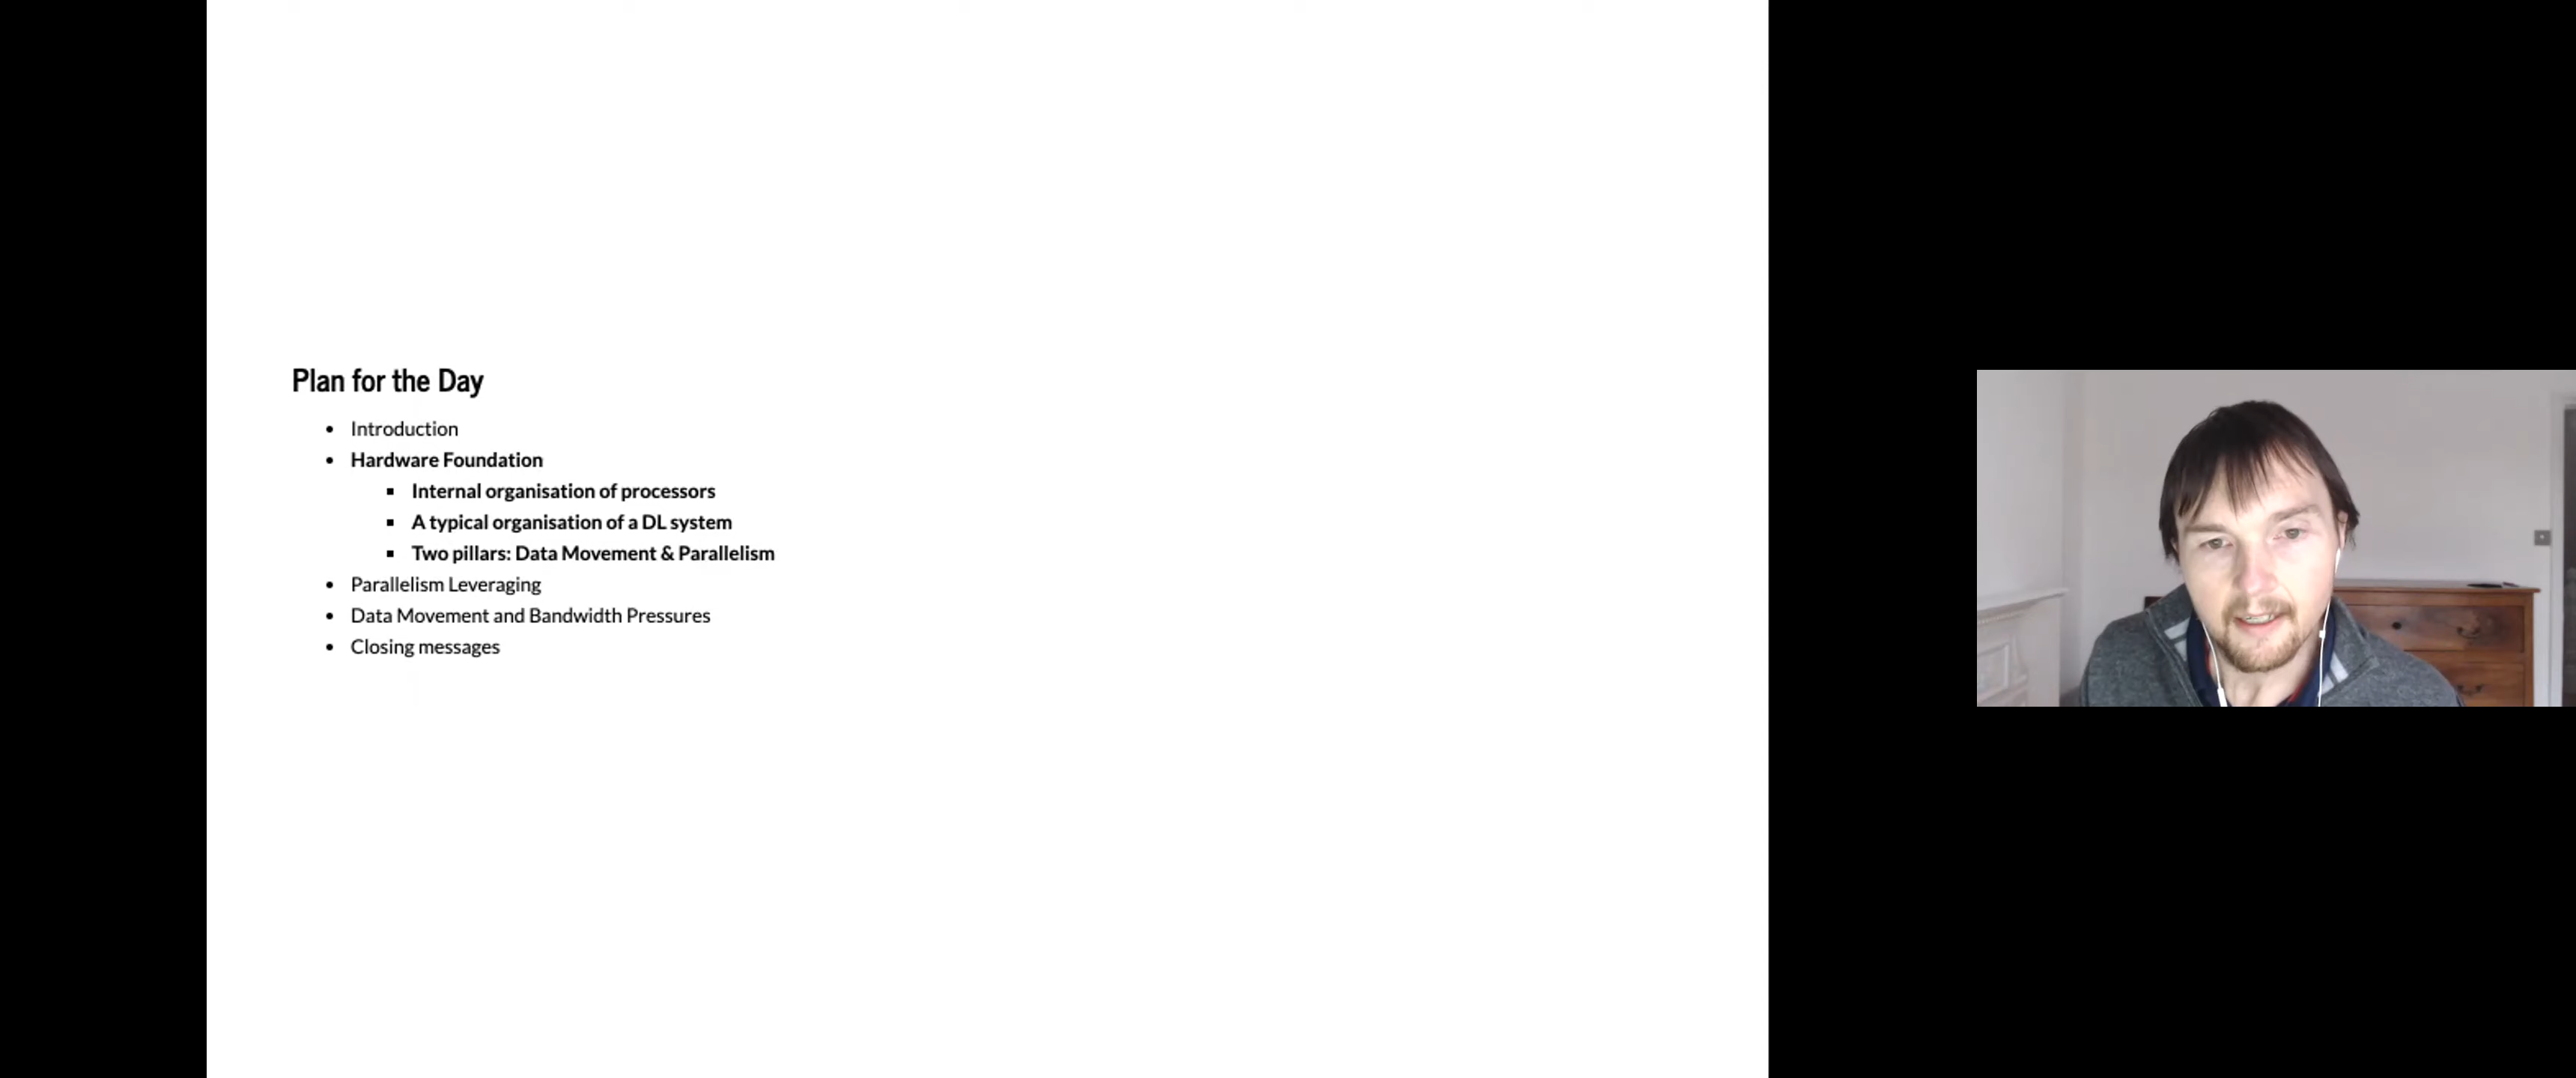 Plan for the Day
• Introduction
• Hardware Foundation
▪ Internal organisation of processors
▪ A typical organisation of a DL system
▪ Two pillars: Data Movement & Parallelism
• Parallelism Leveraging
• Data Movement and Bandwidth Pressures
• Closing messages